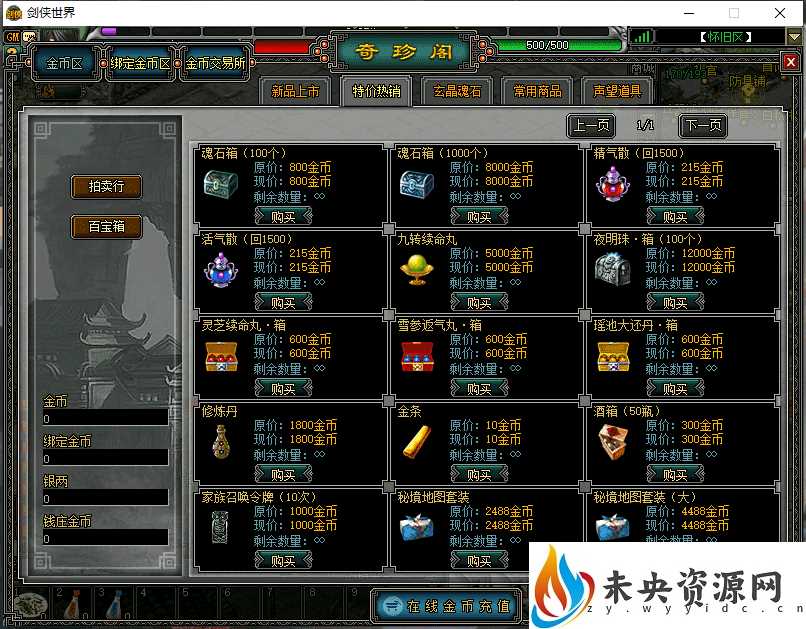 剑侠世界
GM
500/500
【怀旧区】
奇珍阁
金币区
绑定金币区
金币交易所
新品上市
特价热销
玄晶魂石
常用商品
声望道具
上一页
1/1
下一页
拍卖行
百宝箱
金币
0
绑定金币
0
银两
0
钱庄金币
0
魂石箱（100个）
原价：800金币
现价：800金币
剩余数量：∞
购买
魂石箱（1000个）
原价：8000金币
现价：8000金币
剩余数量：∞
购买
精气散（回1500）
原价：215金币
现价：215金币
剩余数量：∞
购买
活气散（回1500）
原价：215金币
现价：215金币
剩余数量：∞
购买
九转续命丸
原价：5000金币
现价：5000金币
剩余数量：∞
购买
夜明珠·箱（100个）
原价：12000金币
现价：12000金币
剩余数量：∞
购买
灵芝续命丸·箱
原价：600金币
现价：600金币
剩余数量：∞
购买
雪参返气丸·箱
原价：600金币
现价：600金币
剩余数量：∞
购买
瑶池大还丹·箱
原价：600金币
现价：600金币
剩余数量：∞
购买
修炼丹
原价：1800金币
现价：1800金币
剩余数量：∞
购买
金条
原价：10金币
现价：10金币
剩余数量：∞
购买
酒箱（50瓶）
原价：300金币
现价：300金币
剩余数量：∞
购买
家族召唤令牌（10次）
原价：1000金币
现价：1000金币
剩余数量：∞
购买
秘境地图套装
原价：2488金币
现价：2488金币
剩余数量：∞
购买
秘境地图套装（大）
原价：4488金币
现价：4488金币
剩余数量：∞
在线金币充值
未央资源网
zy.wyyidc.cn